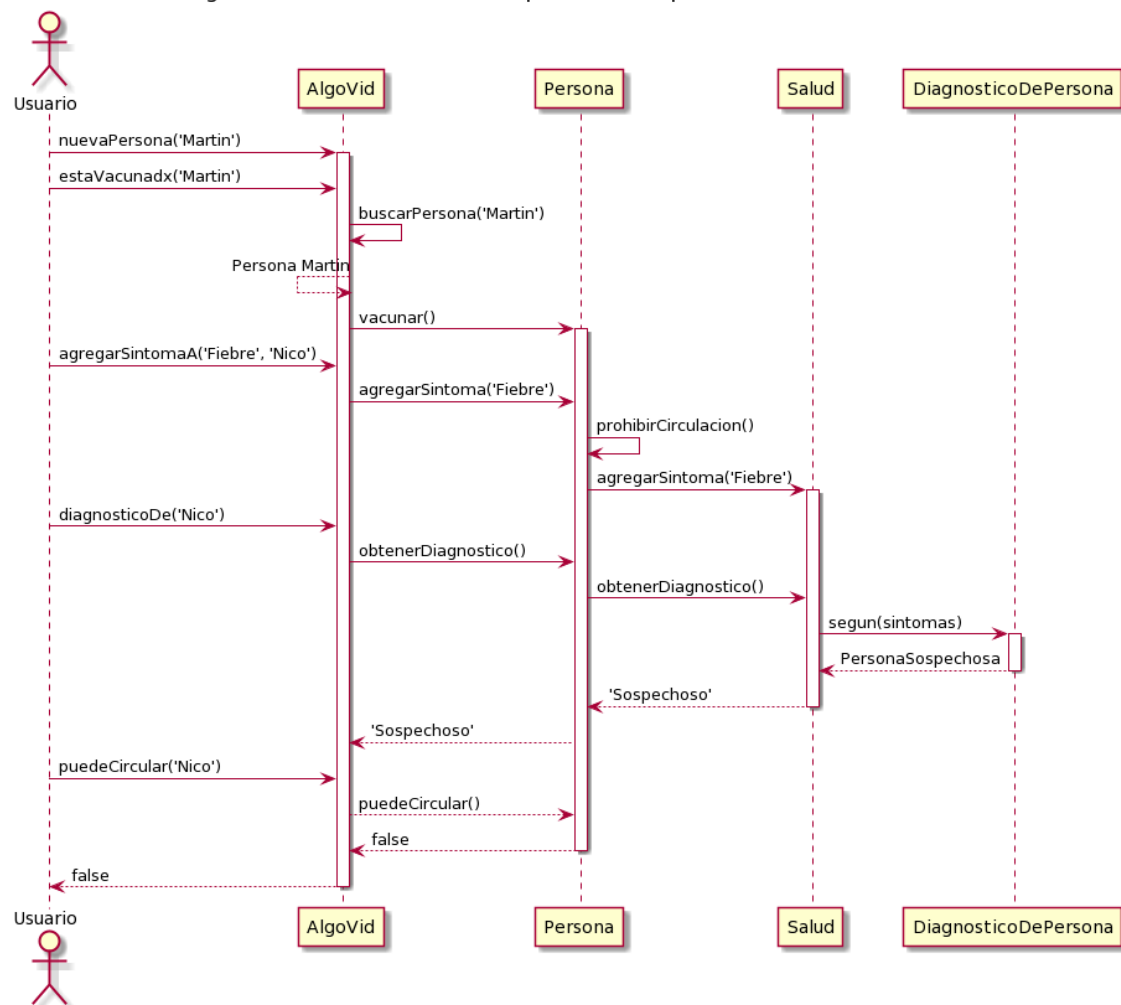 Usuario
AlgoVid
Persona
Salud
DiagnosticoDePersona
nuevaPersona('Martin')
estaVacunadx('Martin')
buscarPersona('Martin')
Persona Martin
vacunar()
agregarSintomaA('Fiebre', 'Nico')
agregarSintoma('Fiebre')
prohibirCirculacion()
agregarSintoma('Fiebre')
diagnosticoDe('Nico')
obtenerDiagnostico()
obtenerDiagnostico()
segun(sintomas)
PersonaSospechosa
'Sospechoso'
'Sospechoso'
puedeCircular('Nico')
puedeCircular()
false
false
Usuario
AlgoVid
Persona
Salud
DiagnosticoDePersona